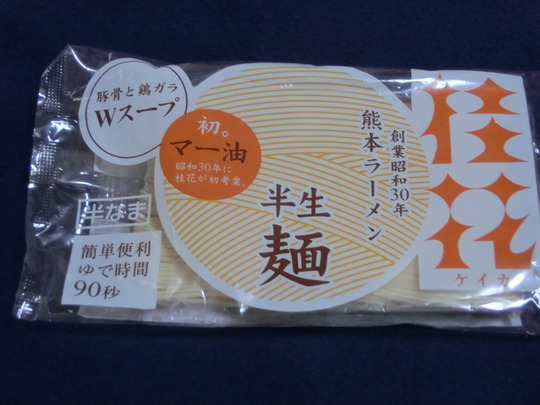 豚骨と鶏ガラ
Wスープ
初。
マー油
昭和30年に
桂花が初考案。
創業昭和30年
熊本ラーメン
半生
麺
桂花
ケイカ
半なま
簡単便利
ゆで時間
90秒